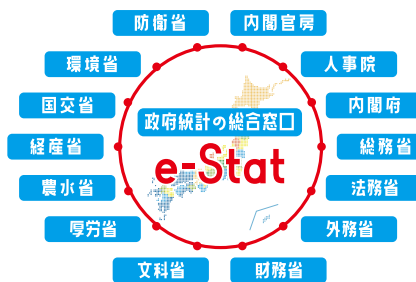 防衛省
内閣官房
環境省
人事院
国交省
内閣府
政府統計の総合窓口
経産省
e-Stat
総務省
農水省
法務省
厚労省
外務省
文科省
財務省